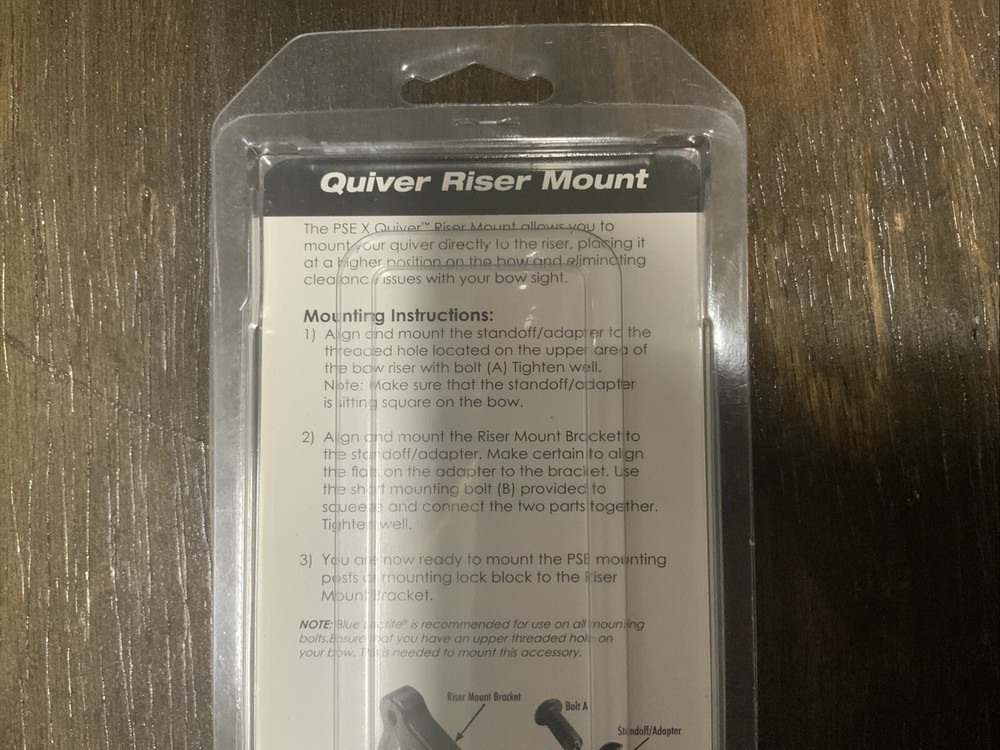 Quiver Riser Mount
The PSE X Quiver™ Riser Mount allows you to
mount your quiver directly to the riser, placing it
at a higher position on the bow and eliminating
clearance issues with your bow sight.
Mounting Instructions:
1) Align and mount the standoff/adapter to the
threaded hole located on the upper area of
the bow riser with bolt (A) Tighten well.
Note: Make sure that the standoff/adapter
is sitting square on the bow.
2) Align and mount the Riser Mount Bracket to
the standoff/adapter. Make certain to align
the flats on the adapter to the bracket. Use
the short mounting bolt (B) provided to
squeeze and connect the two parts together.
Tighten well.
3) You are now ready to mount the PSE mounting
posts or mounting lock block to the Riser
Mount Bracket.
NOTE: Blue Loctite® is recommended for use on all mounting
bolts.Ensure that you have an upper threaded hole on
your bow. This is needed to mount this accessory.
Riser Mount Bracket
Bolt A
Standoff/Adapter